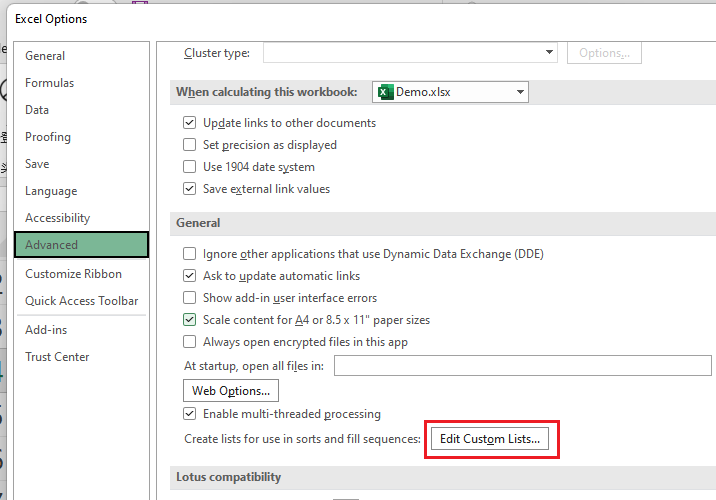 Excel Options
General
Formulas
Data
Proofing
Save
Language
Accessibility
Advanced
Customize Ribbon
Quick Access Toolbar
Add-ins
Trust Center
Cluster type:
Options...
When calculating this workbook: Demo.xlsx
Update links to other documents
Set precision as displayed
Use 1904 date system
Save external link values
General
Ignore other applications that use Dynamic Data Exchange (DDE)
Ask to update automatic links
Show add-in user interface errors
Scale content for A4 or 8.5 x 11" paper sizes
Always open encrypted files in this app
At startup, open all files in:
Web Options...
Enable multi-threaded processing
Create lists for use in sorts and fill sequences: Edit Custom Lists...
Lotus compatibility